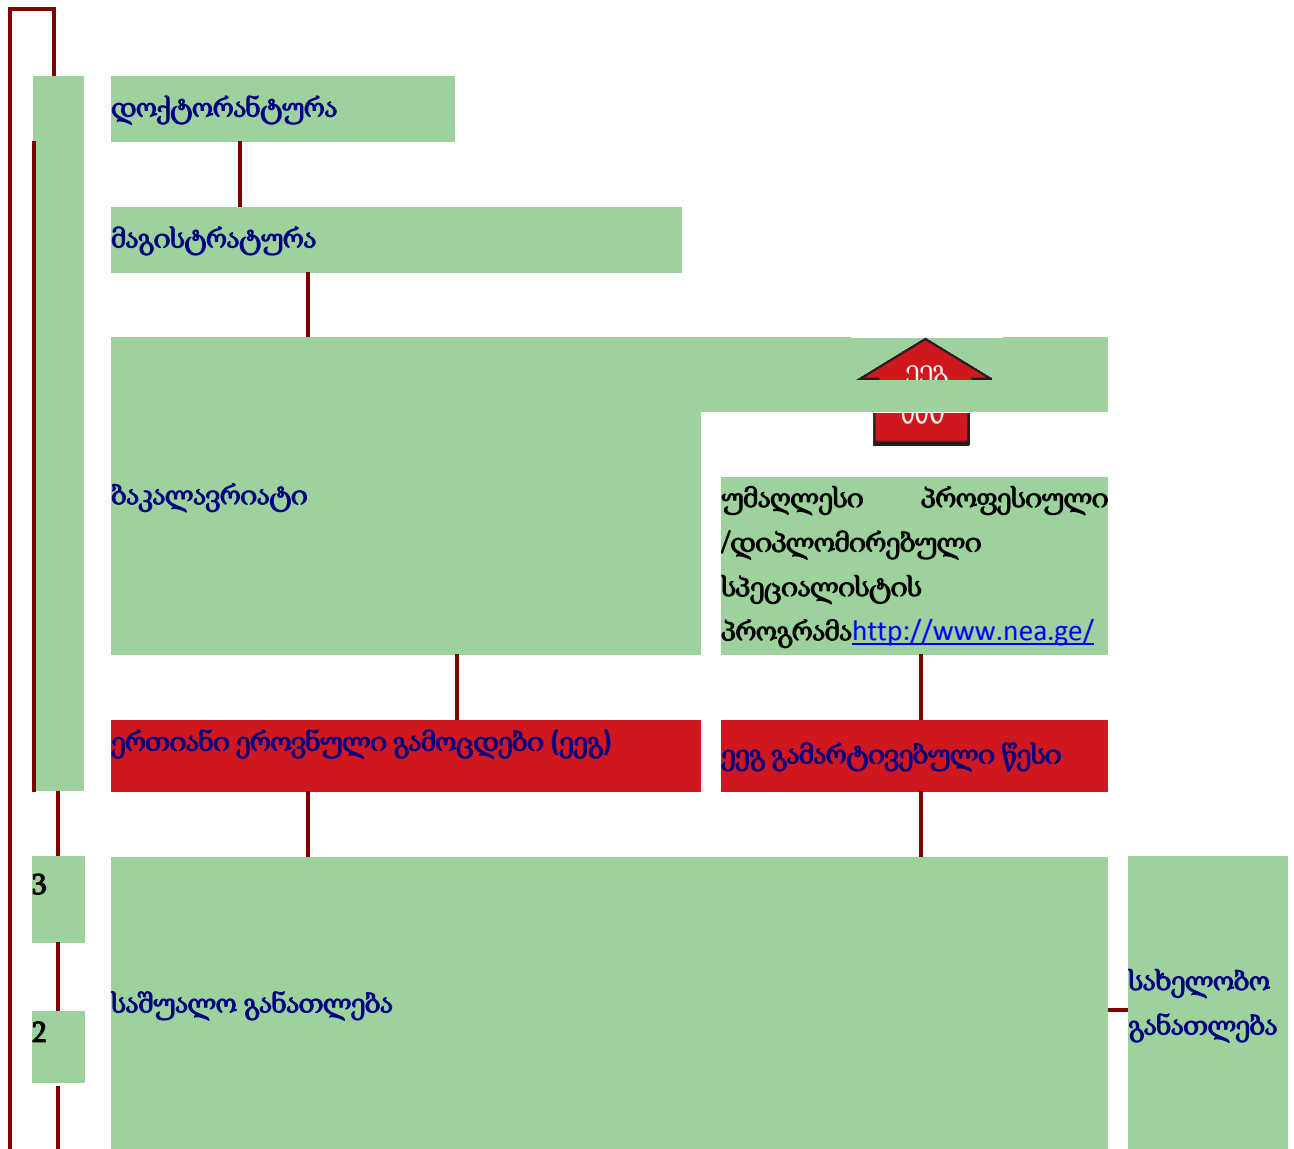 დოქტორანტურა
მაგისტრატურა
ეეგ
ბაკალავრიატი
უმაღლესი პროფესიული
/დიპლომირებული
სპეციალისტის
პროგრამაhttp://www.nea.ge/
ერთიანი ეროვნული გამოცდები (ეეგ)
ეეგ გამარტივებული წესი
3
საშუალო განათლება
2
სახელობო
განათლება